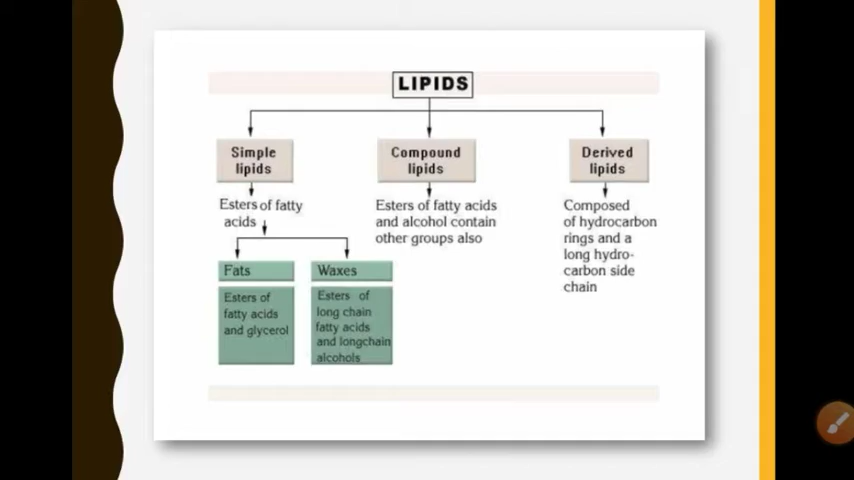 LIPIDS
Simple
lipids
Esters of fatty
acids
Fats
Esters of
fatty acids
and glycerol
Waxes
Esters of
long chain
fatty acids
and longchain
alcohols
Compound
lipids
Esters of fatty acids
and alcohol contain
other groups also
Derived
lipids
Composed
of hydrocarbon
rings and a
long hydro-
carbon side
chain